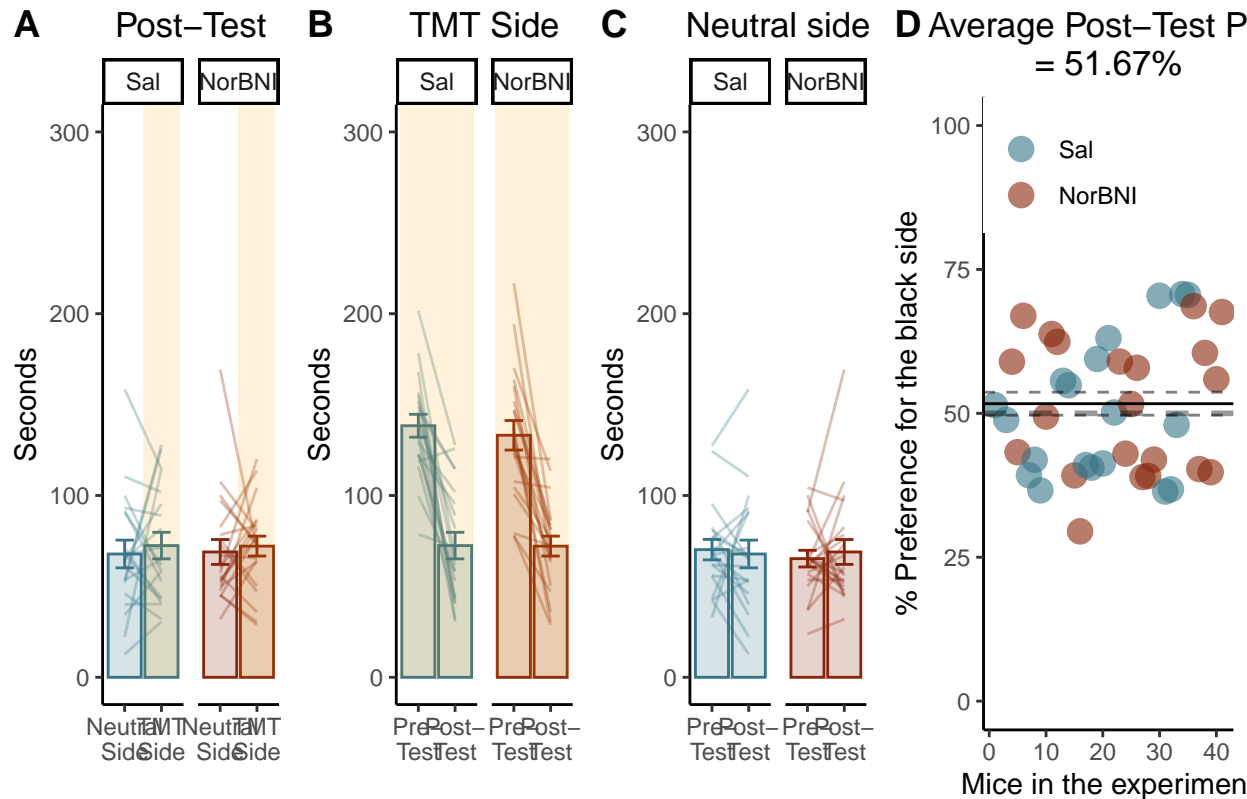 A Post–Test
Sal NorBNI
Seconds
300
200
100
0
Neutral Side
TMT Side
Neutral Side
TMT Side
B TMT Side
Sal NorBNI
Seconds
300
200
100
0
Pre–Test
Post–Test
Pre–Test
Post–Test
C Neutral side
Sal NorBNI
Seconds
300
200
100
0
Pre–Test
Post–Test
Pre–Test
Post–Test
D Average Post–Test P
= 51.67%
Sal
NorBNI
% Preference for the black side
100
75
50
25
0
0 10 20 30 40
Mice in the experimen